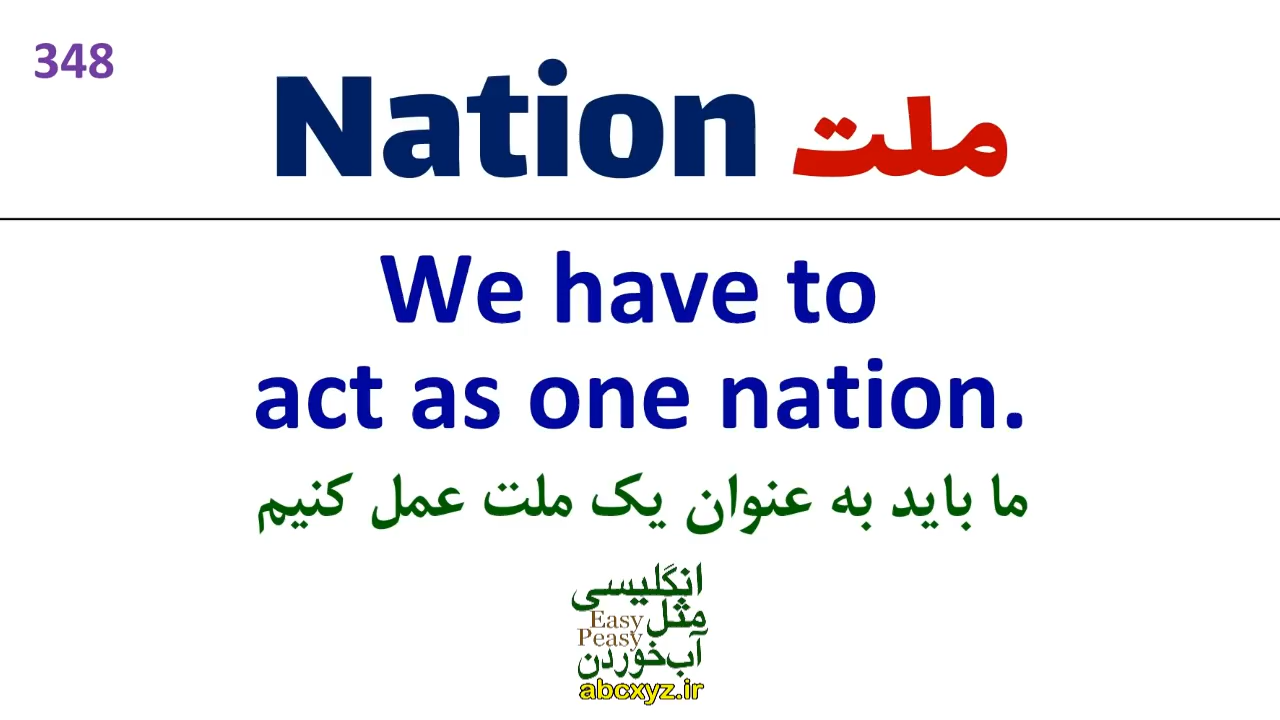 348
Nation ملت
We have to
act as one nation.
ما باید به عنوان یک ملت عمل کنیم
انگلیسی
مثل
Easy
Peasy
آب‌خوردن
abcxyz.ir